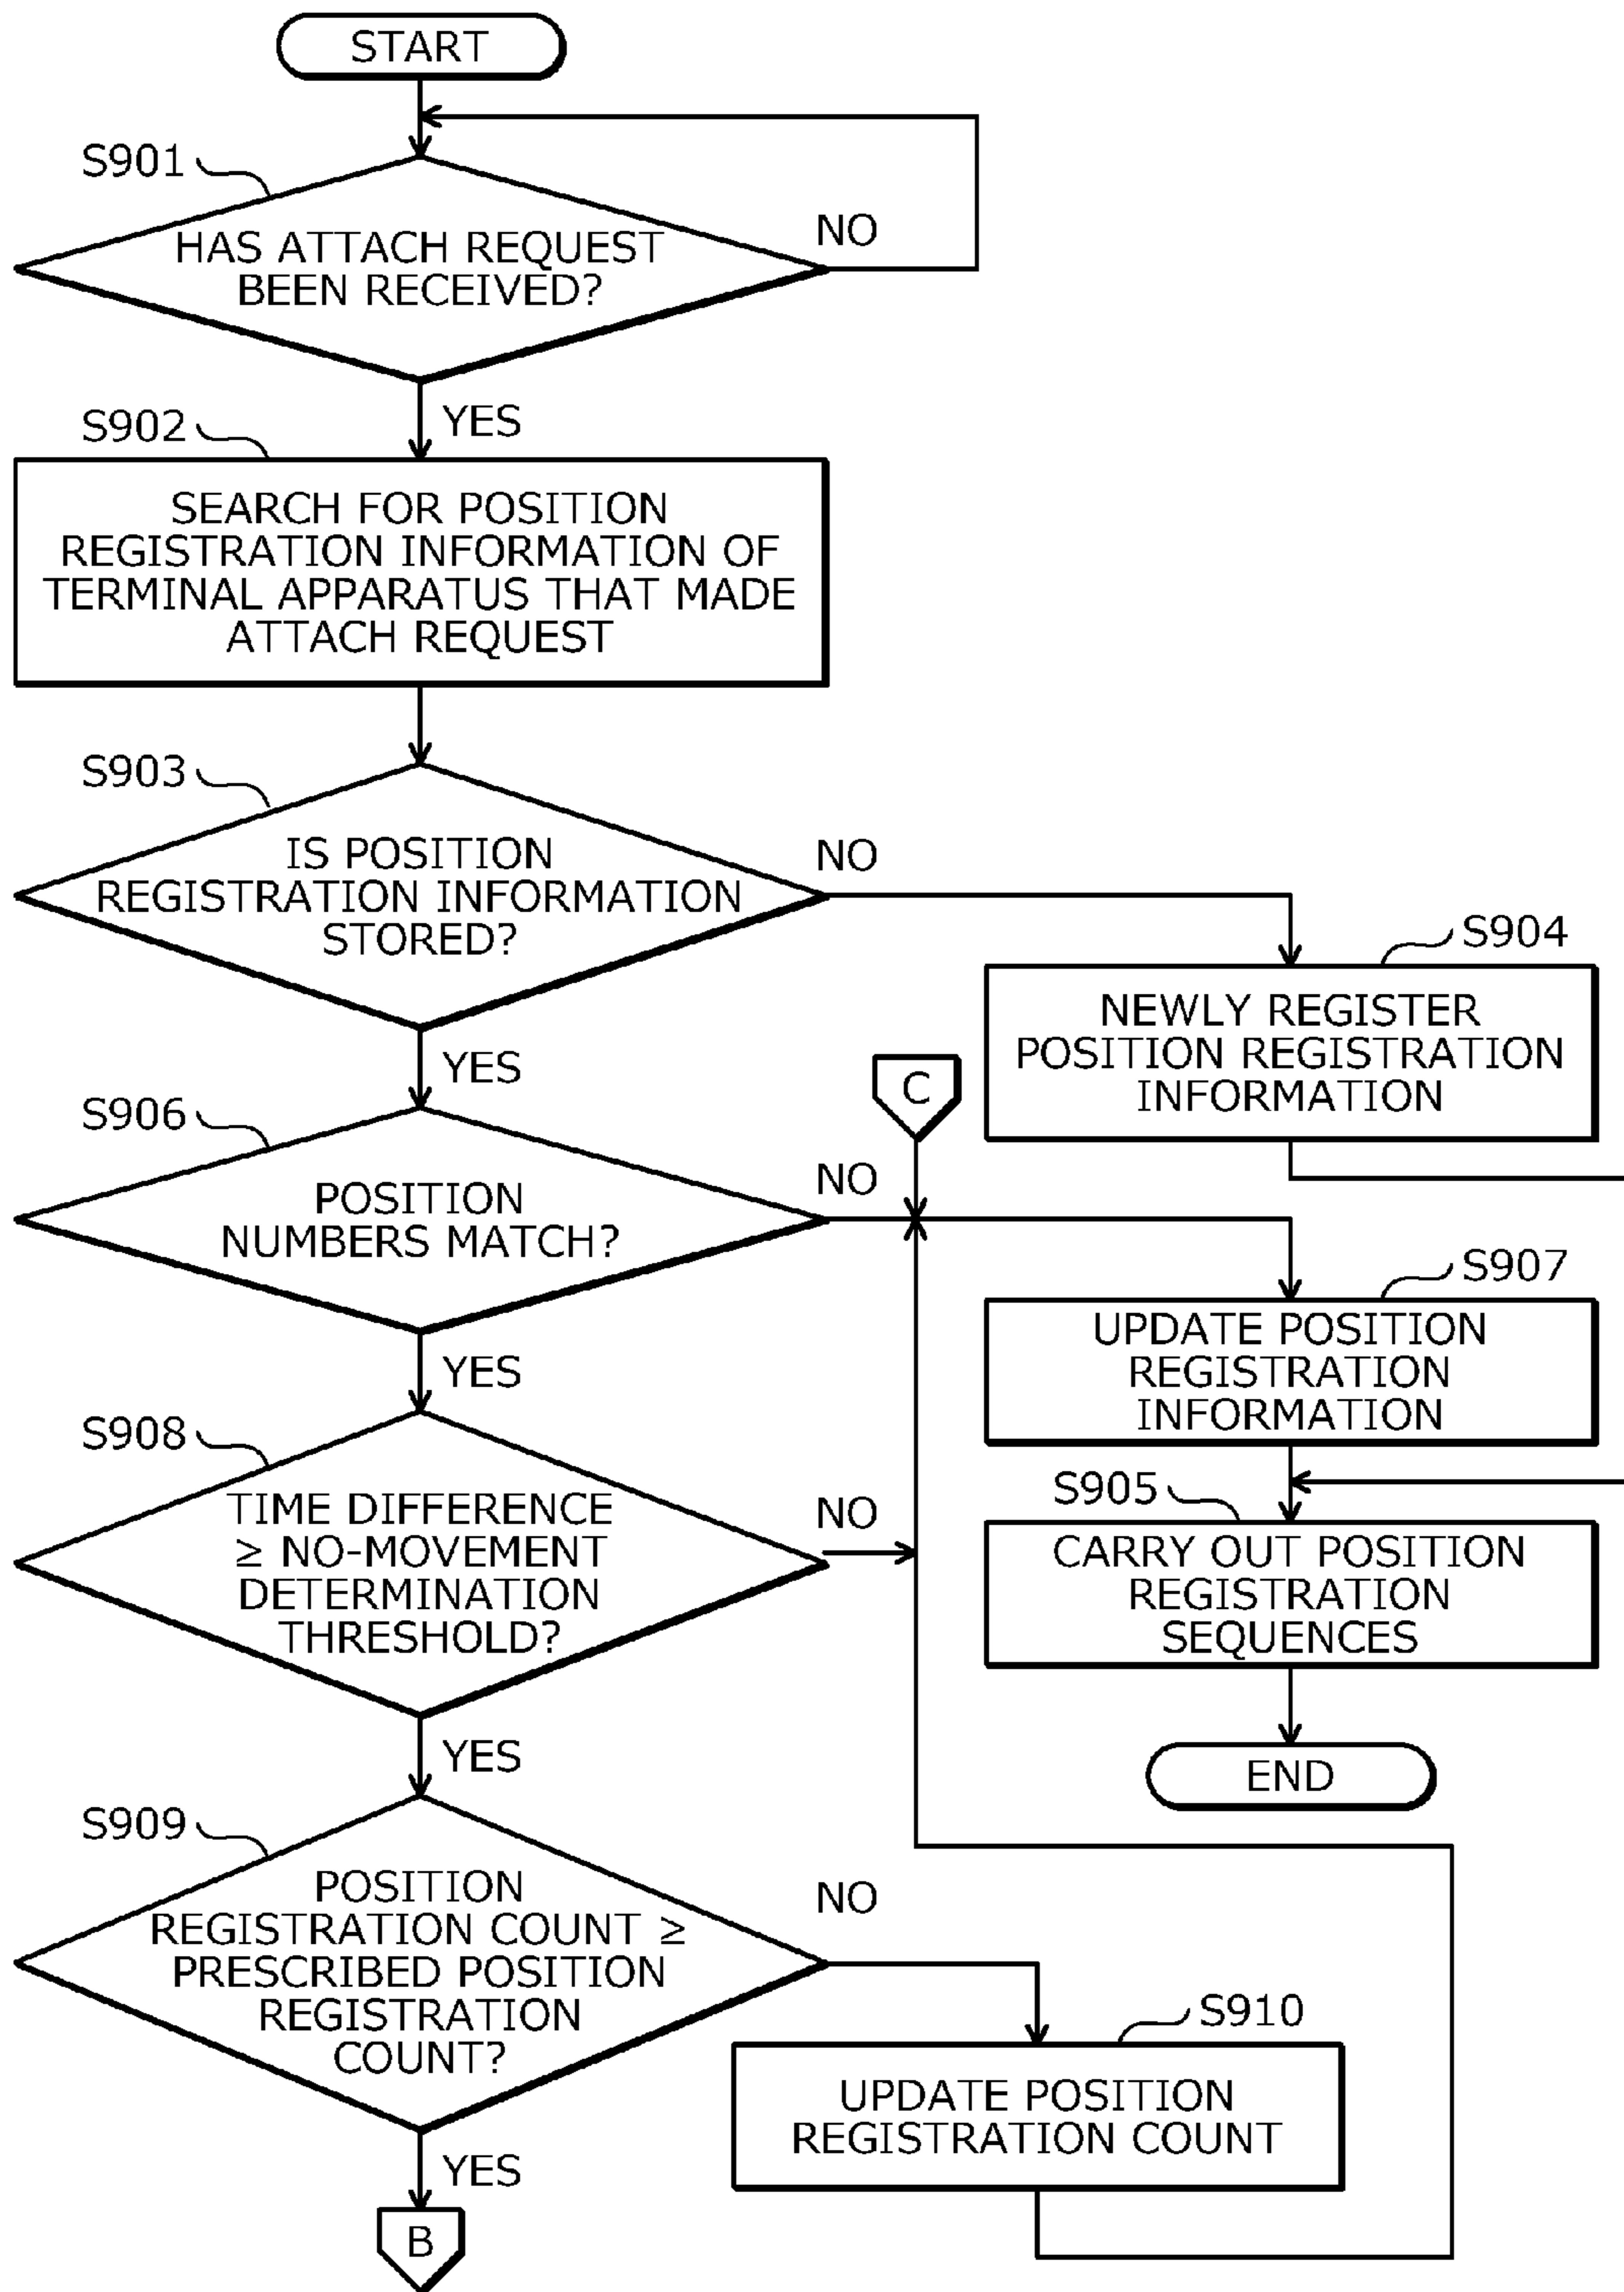 START
S901
HAS ATTACH REQUEST
BEEN RECEIVED?
NO
YES
S902
SEARCH FOR POSITION
REGISTRATION INFORMATION OF
TERMINAL APPARATUS THAT MADE
ATTACH REQUEST
S903
IS POSITION
REGISTRATION INFORMATION
STORED?
NO
YES
S904
NEWLY REGISTER
POSITION REGISTRATION
INFORMATION
C
S906
POSITION
NUMBERS MATCH?
NO
YES
S907
UPDATE POSITION
REGISTRATION
INFORMATION
S908
TIME DIFFERENCE
≥ NO-MOVEMENT
DETERMINATION
THRESHOLD?
NO
YES
S905
CARRY OUT POSITION
REGISTRATION
SEQUENCES
END
S909
POSITION
REGISTRATION COUNT ≥
PRESCRIBED POSITION
REGISTRATION
COUNT?
NO
YES
S910
UPDATE POSITION
REGISTRATION COUNT
B